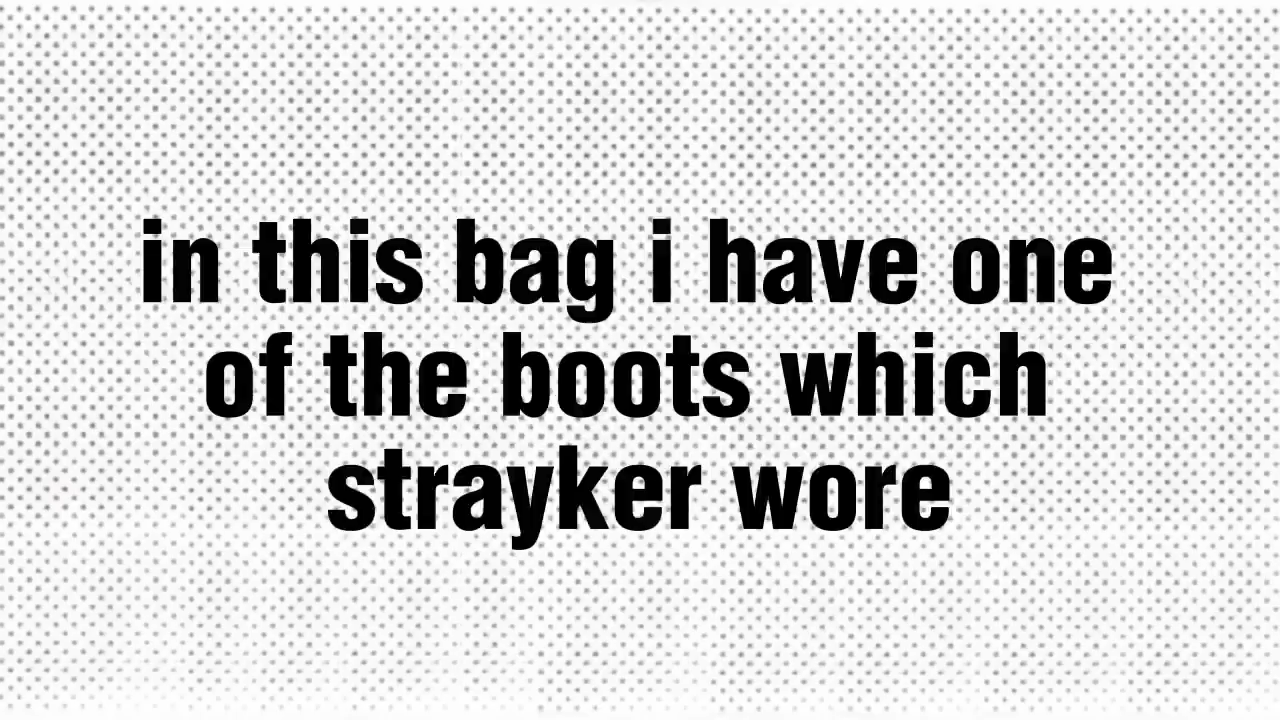 in this bag i have one
of the boots which
strayker wore